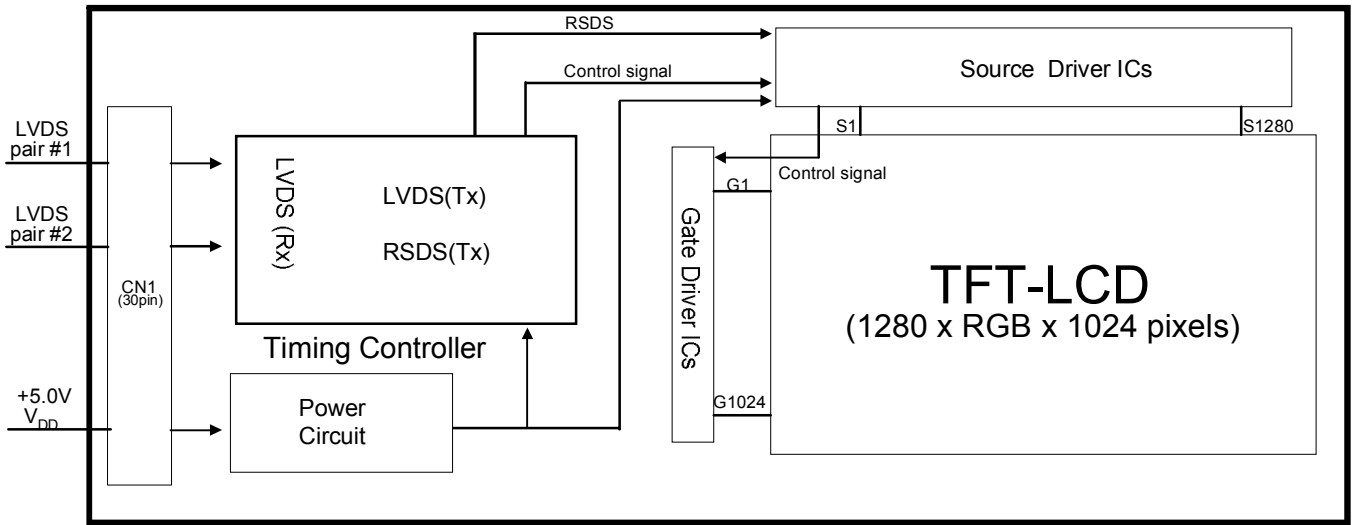 RSDS
Source  Driver ICs
Control signal
S1
S1280
LVDS
pair #1
LVDS (Rx)
LVDS(Tx)
RSDS(Tx)
Control signal
G1
Gate Driver ICs
LVDS
pair #2
CN1
(30pin)
TFT-LCD
(1280 x RGB x 1024 pixels)
Timing Controller
+5.0V
VDD
Power
Circuit
G1024